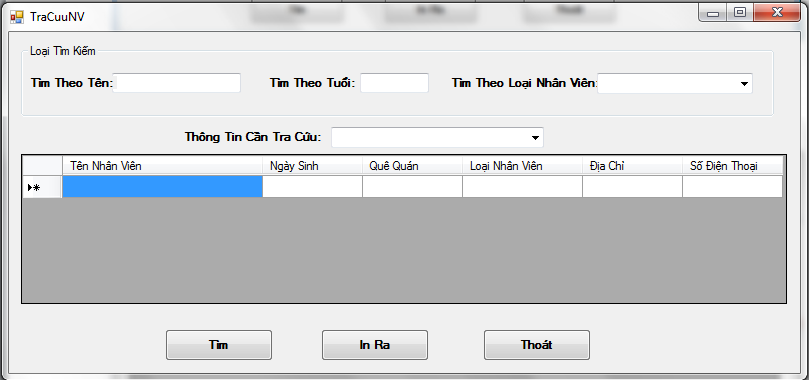 TraCuuNV
Loại Tìm Kiếm
Tìm Theo Tên: Tìm Theo Tuổi: Tìm Theo Loại Nhân Viên:
Thông Tin Cần Tra Cứu:
Tên Nhân Viên Ngày Sinh Quê Quán Loại Nhân Viên Địa Chỉ Số Điện Thoại
Tìm In Ra Thoát